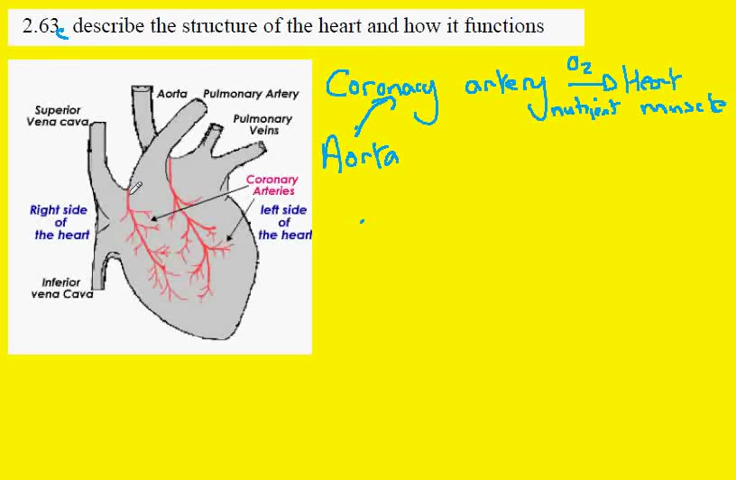 2.63c describe the structure of the heart and how it functions
Aorta
Pulmonary Artery
Superior
Vena cava
Pulmonary
Veins
Coronary
Arteries
Right side
of
the heart
left side
of
the heart
Inferior
vena Cava
Coronary artery O2 Heart
nutrient muscle
Aorta